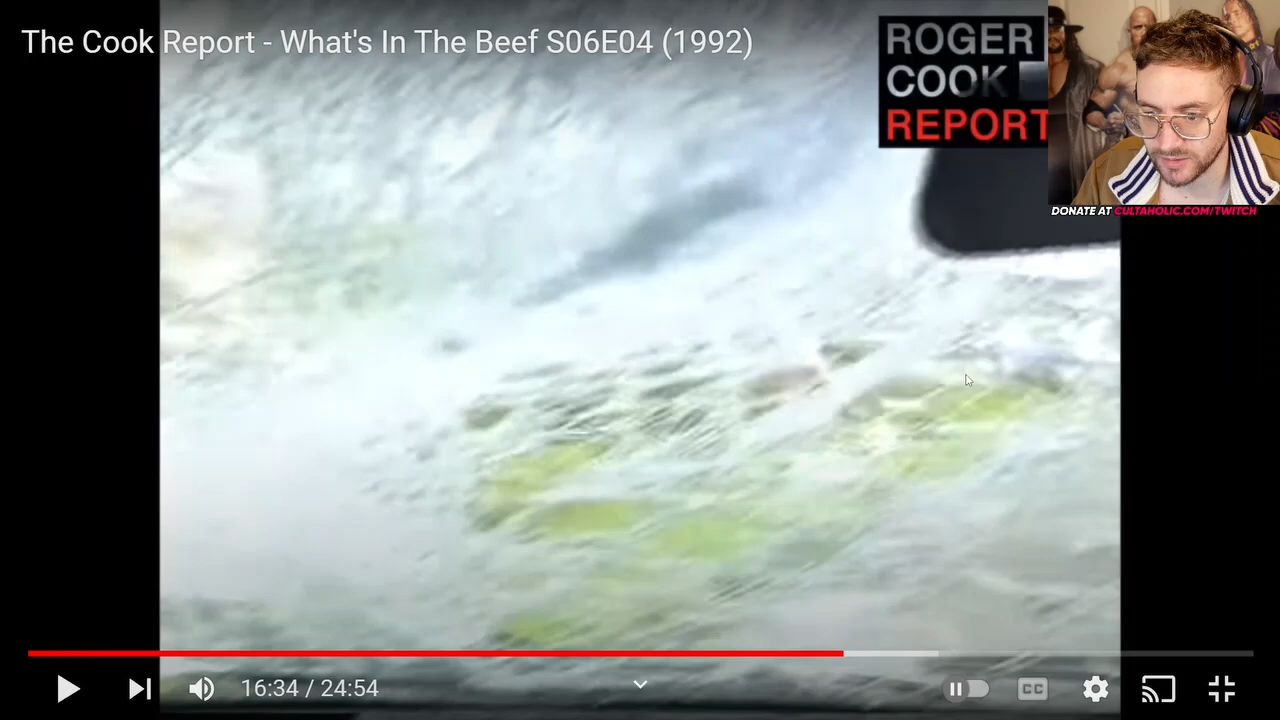 The Cook Report - What's In The Beef S06E04 (1992)
ROGER
COOK
REPORT
DONATE AT CULTAHOLIC.COM/TWITCH
16:34 / 24:54
CC